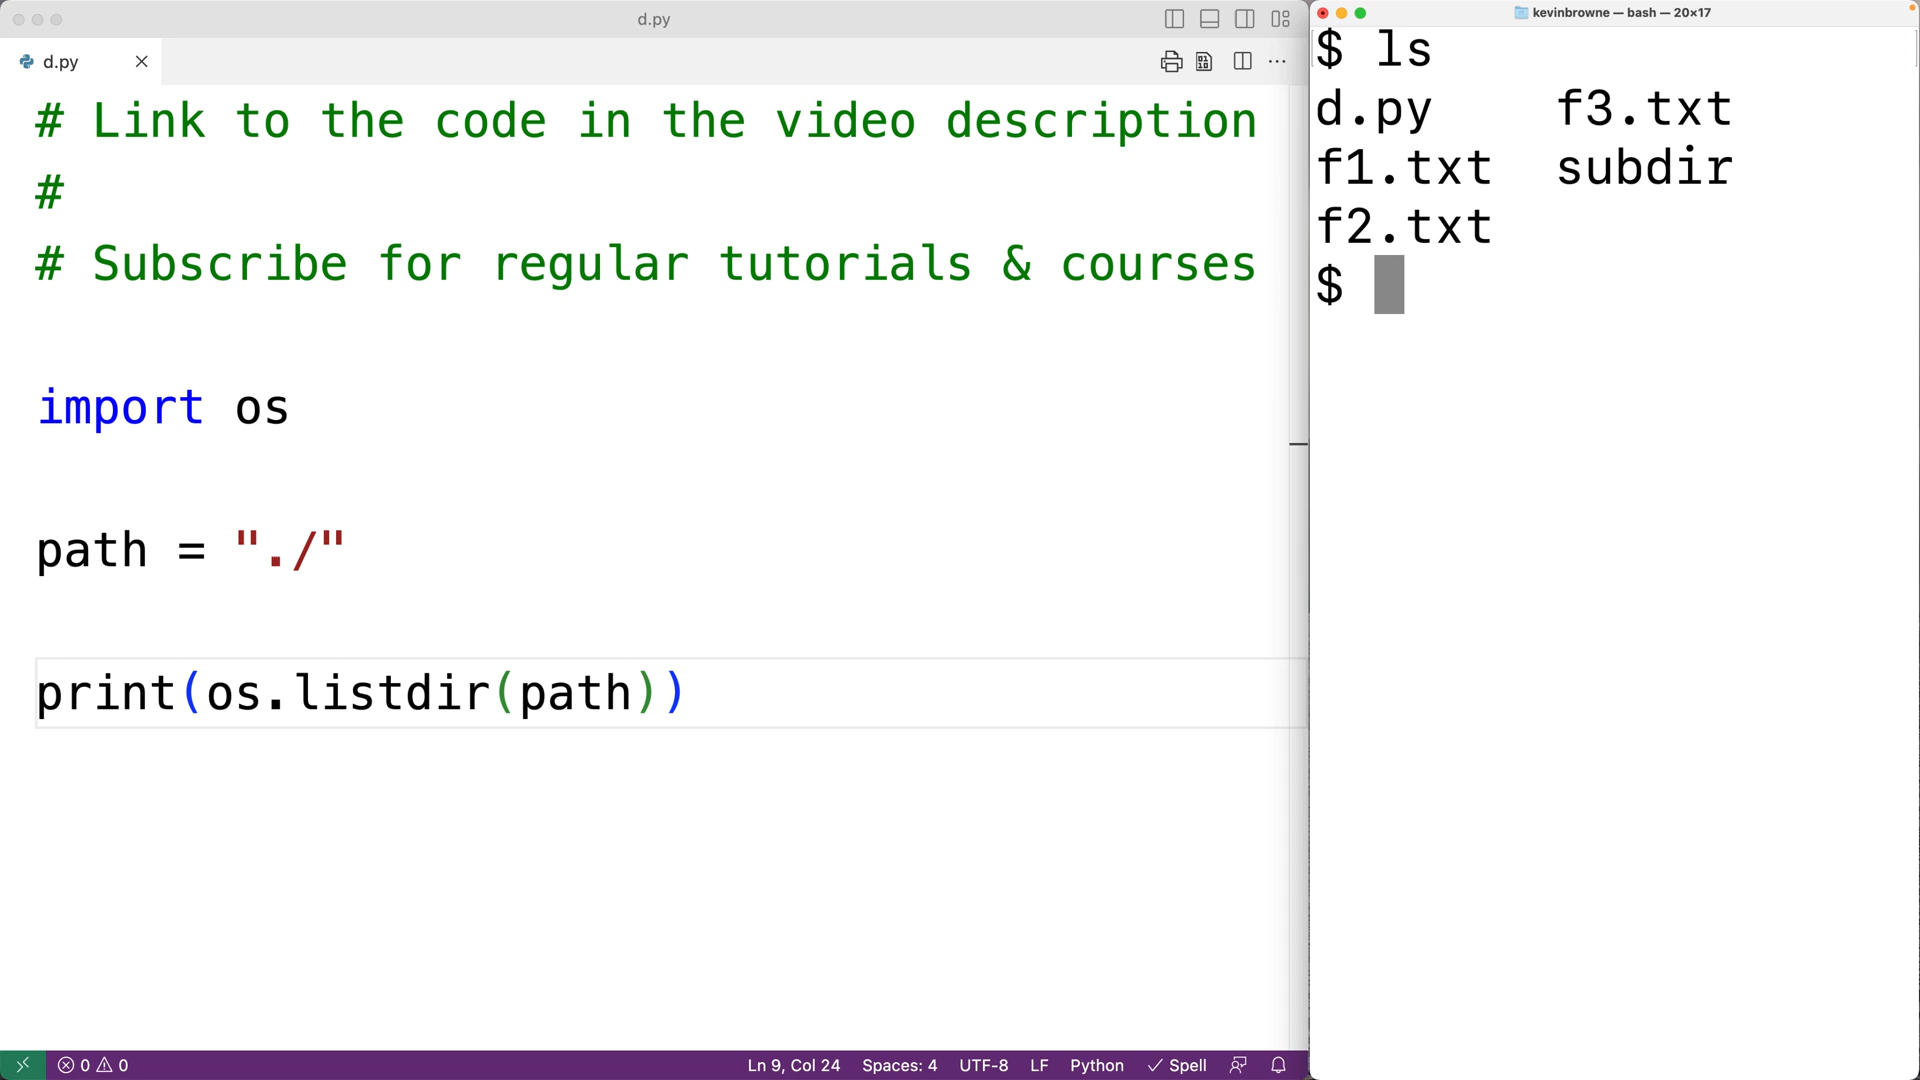 d.py
d.py
# Link to the code in the video description
#
# Subscribe for regular tutorials & courses
import os
path = "./"
print(os.listdir(path))
0 0
Ln 9, Col 24 Spaces: 4 UTF-8 LF Python Spell
kevinbrowne — bash — 20×17
$ ls
d.py f3.txt
f1.txt subdir
f2.txt
$